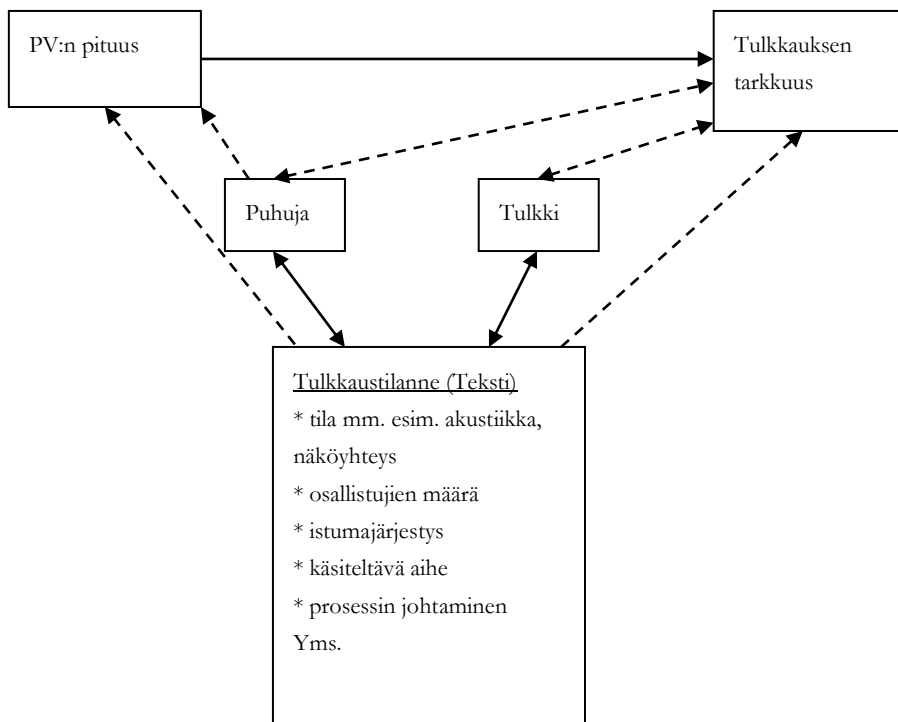 PV:n pituus
Tulkkauksen
tarkkuus
Puhuja
Tulkki
Tulkkaustilanne (Teksti)
* tila mm. esim. akustiikka,
näköyhteys
* osallistujien määrä
* istumajärjestys
* käsiteltävä aihe
* prosessin johtaminen
Yms.